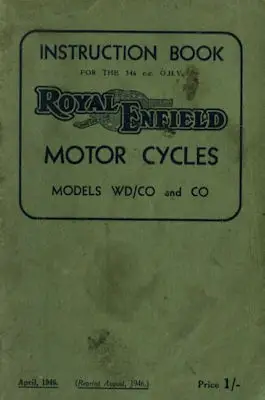 INSTRUCTION BOOK
FOR THE 346 c.c. O.H.V.
ROYAL ENFIELD
MOTOR CYCLES
MODELS WD/CO and CO
April, 1946. (Reprint August, 1946.) Price 1/-